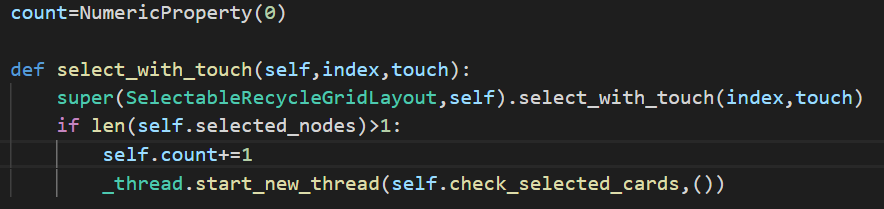 count=NumericProperty(0)
def select_with_touch(self,index,touch):
super(SelectableRecycleGridLayout,self).select_with_touch(index,touch)
if len(self.selected_nodes)>1:
self.count+=1
_thread.start_new_thread(self.check_selected_cards,())